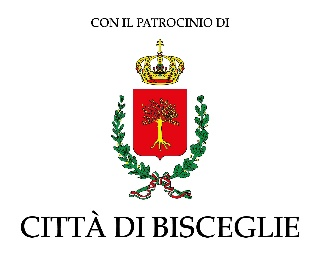 CON IL PATROCINIO DI
CITTÀ DI BISCEGLIE